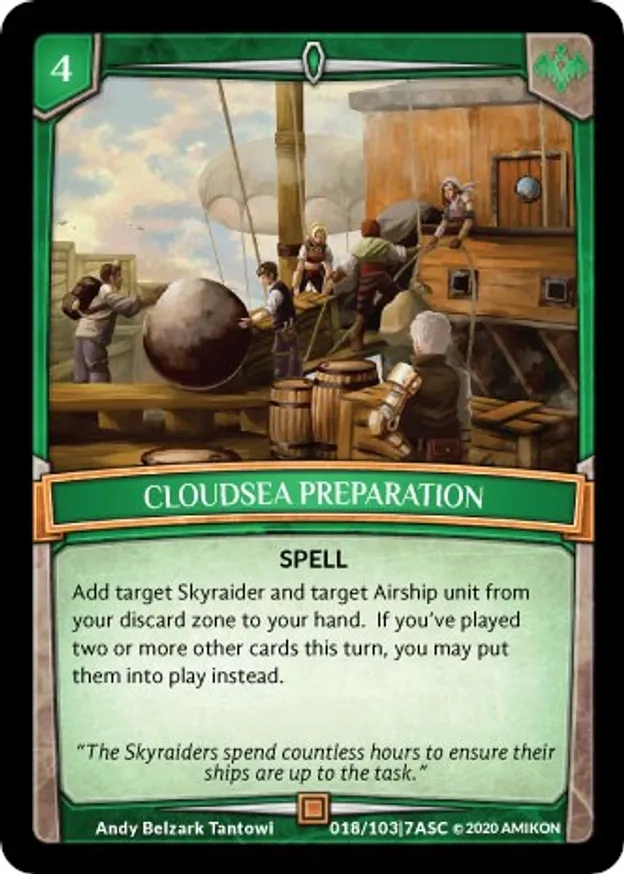 4
CLOUDSEA PREPARATION
SPELL
Add target Skyraider and target Airship unit from
your discard zone to your hand.  If you've played
two or more other cards this turn, you may put
them into play instead.
"The Skyraiders spend countless hours to ensure their
ships are up to the task."
Andy Belzark Tantowi 018/103|7ASC © 2020 AMIKON